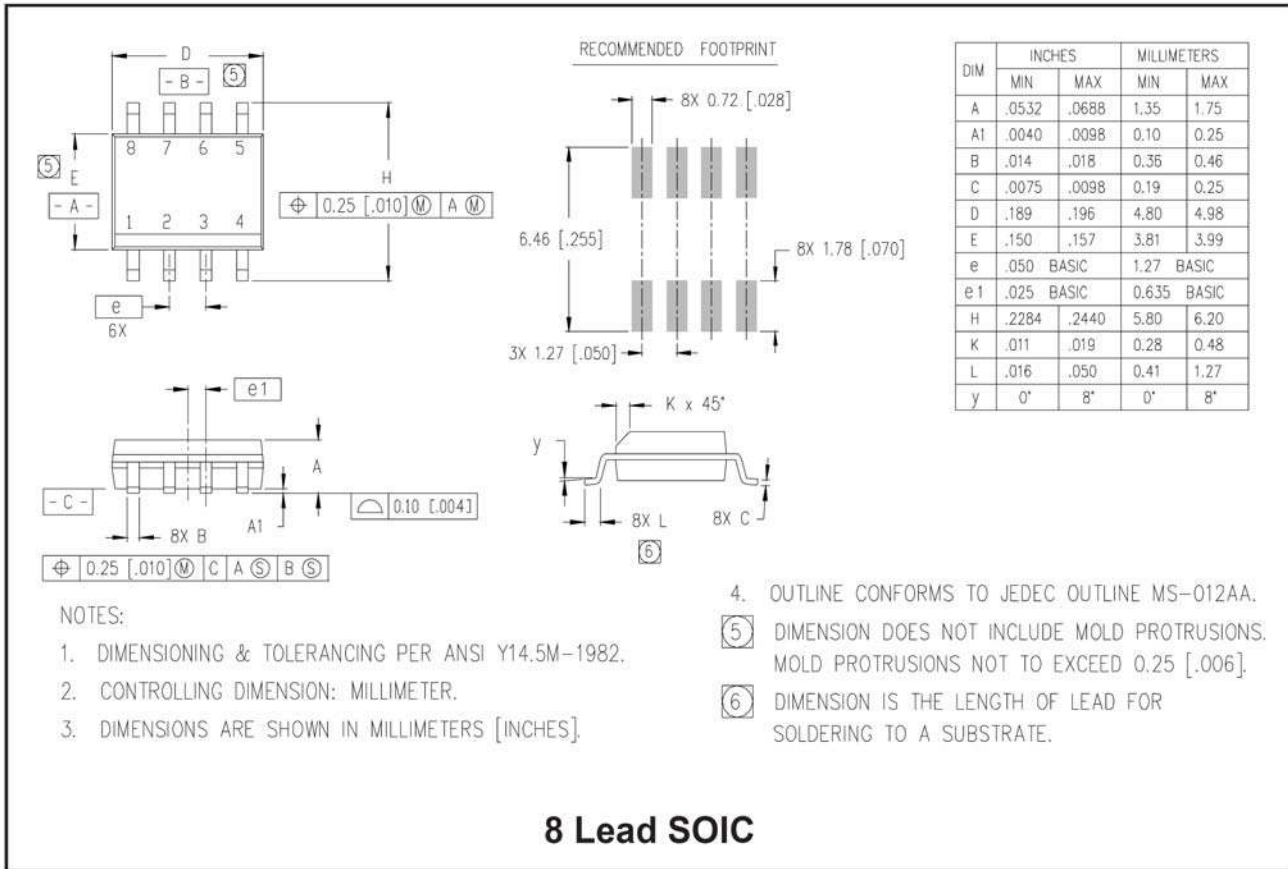 D
- B -
5
8 7 6 5
5
E
- A -
H
⌖ 0.25 [.010] Ⓜ A Ⓜ
1 2 3 4
e
6X
RECOMMENDED FOOTPRINT
8X 0.72 [.028]
6.46 [.255]
8X 1.78 [.070]
3X 1.27 [.050]
DIM INCHES MILLIMETERS
MIN MAX MIN MAX
A .0532 .0688 1.35 1.75
A1 .0040 .0098 0.10 0.25
B .014 .018 0.36 0.46
C .0075 .0098 0.19 0.25
D .189 .196 4.80 4.98
E .150 .157 3.81 3.99
e .050 BASIC 1.27 BASIC
e1 .025 BASIC 0.635 BASIC
H .2284 .2440 5.80 6.20
K .011 .019 0.28 0.48
L .016 .050 0.41 1.27
y 0° 8° 0° 8°
e1
A
- C -
A1
8X B
⌓ 0.10 [.004]
⌖ 0.25 [.010] Ⓜ C A Ⓢ B Ⓢ
K x 45°
y
8X L
8X C
6
NOTES:
1. DIMENSIONING & TOLERANCING PER ANSI Y14.5M-1982.
2. CONTROLLING DIMENSION: MILLIMETER.
3. DIMENSIONS ARE SHOWN IN MILLIMETERS [INCHES].
4. OUTLINE CONFORMS TO JEDEC OUTLINE MS-012AA.
5 DIMENSION DOES NOT INCLUDE MOLD PROTRUSIONS.
MOLD PROTRUSIONS NOT TO EXCEED 0.25 [.006].
6 DIMENSION IS THE LENGTH OF LEAD FOR
SOLDERING TO A SUBSTRATE.
8 Lead SOIC